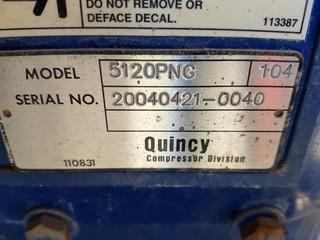 DO NOT REMOVE OR
DEFACE DECAL.
113387
MODEL 5120PNG 104
SERIAL NO. 20040421-0040
Quincy
110831 Compressor Division